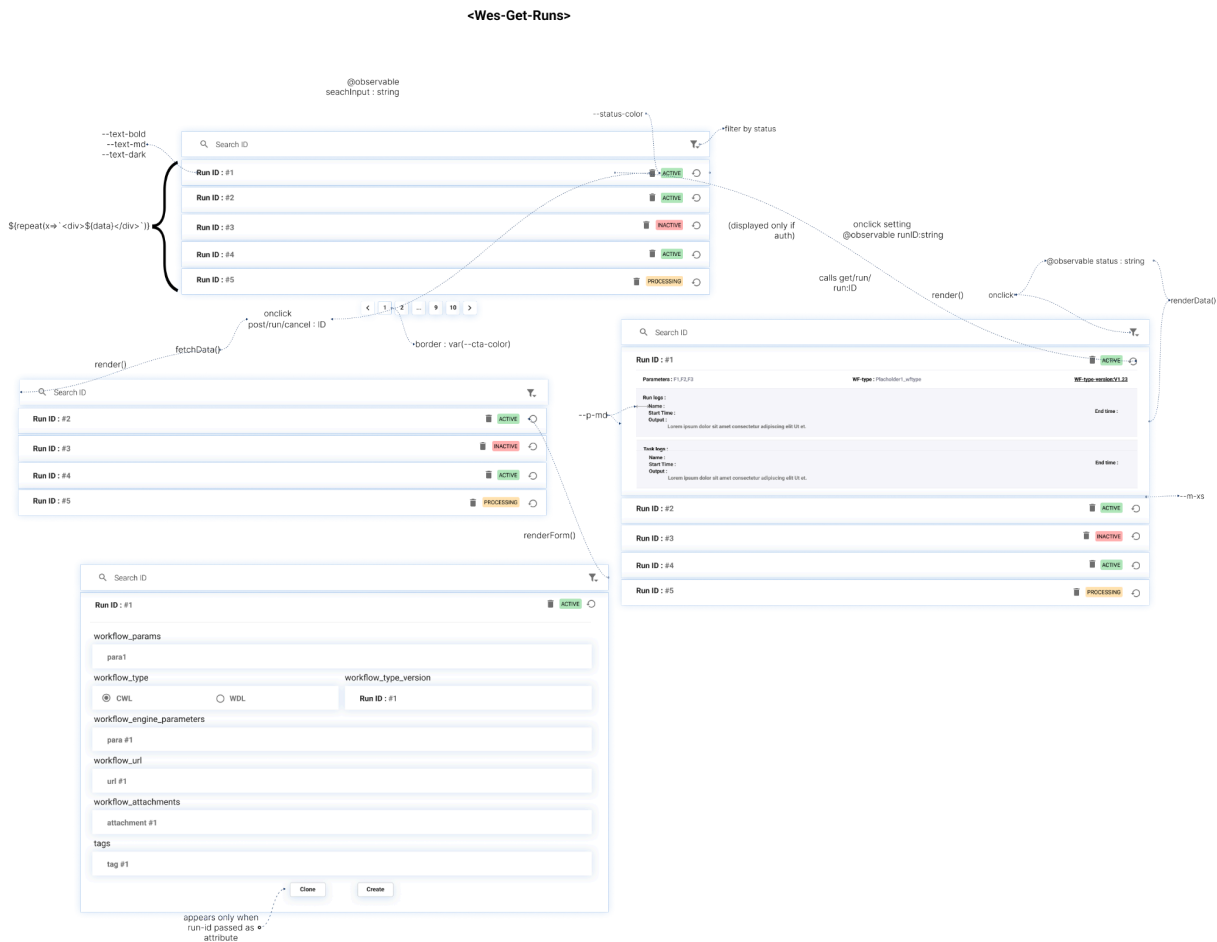 <Wes-Get-Runs>
@observable
seachInput : string
--status-color
--text-bold
--text-md
--text-dark
filter by status
Search ID
Run ID : #1
ACTIVE
Run ID : #2
ACTIVE
Run ID : #3
INACTIVE
Run ID : #4
ACTIVE
Run ID : #5
PROCESSING
${repeat(x=>`<div>${data}</div>`)}
1 2 ... 9 10
(displayed only if
auth)
onclick setting
@observable runID:string
calls get/run/
run:ID
render()
@observable status : string
onclick
renderData()
onclick
post/run/cancel : ID
border : var(--cta-color)
fetchData()
render()
Search ID
Run ID : #2
ACTIVE
Run ID : #3
INACTIVE
Run ID : #4
ACTIVE
Run ID : #5
PROCESSING
renderForm()
Search ID
Run ID : #1
ACTIVE
Parameters : F1,F2,F3
WF-type : Placholder1_wftype
WF-type-version:V1.23
Run logs :
Name :
Start Time :
End time :
Output :
Lorem ipsum dolor sit amet consectetur adipiscing elit Ut et.
--p-md
Task logs :
Name :
Start Time :
End time :
Output :
Lorem ipsum dolor sit amet consectetur adipiscing elit Ut et.
--m-xs
Run ID : #2
ACTIVE
Run ID : #3
INACTIVE
Run ID : #4
ACTIVE
Run ID : #5
PROCESSING
Search ID
Run ID : #1
ACTIVE
workflow_params
para1
workflow_type
workflow_type_version
CWL
WDL
Run ID : #1
workflow_engine_parameters
para #1
workflow_url
url #1
workflow_attachments
attachment #1
tags
tag #1
Clone
Create
appears only when
run-id passed as
attribute